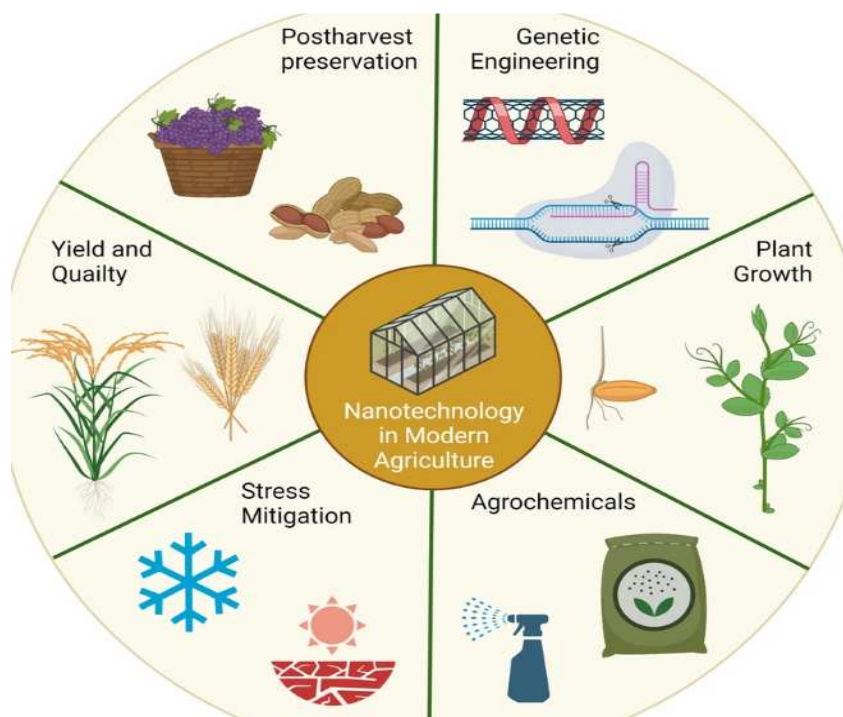 Postharvest
preservation
Genetic
Engineering
Yield and
Quailty
Plant
Growth
Nanotechnology
in Modern
Agriculture
Stress
Mitigation
Agrochemicals